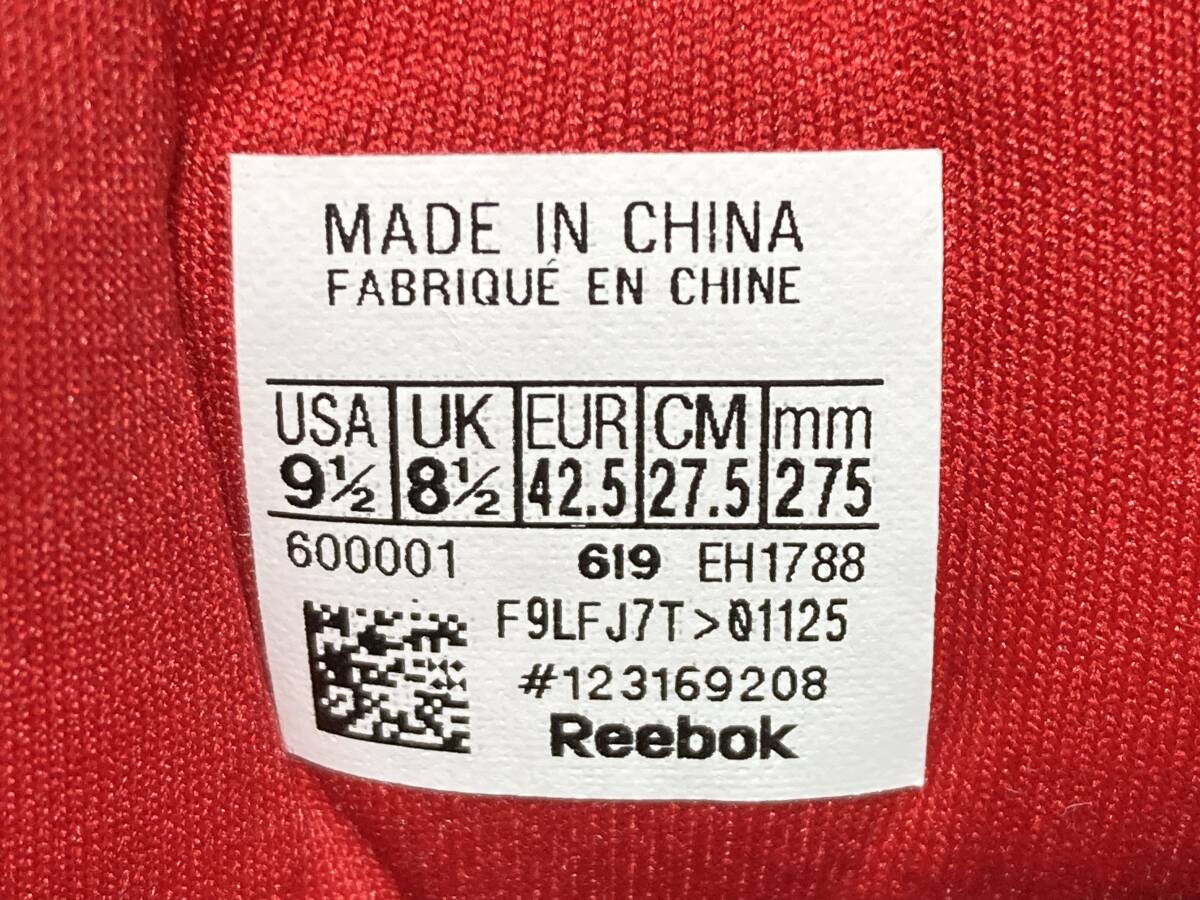 MADE IN CHINA
FABRIQUÉ EN CHINE
USA UK EUR CM mm
9½ 8½ 42.5 27.5 275
600001 619 EH1788
F9LFJ7T>01125
#123169208
Reebok